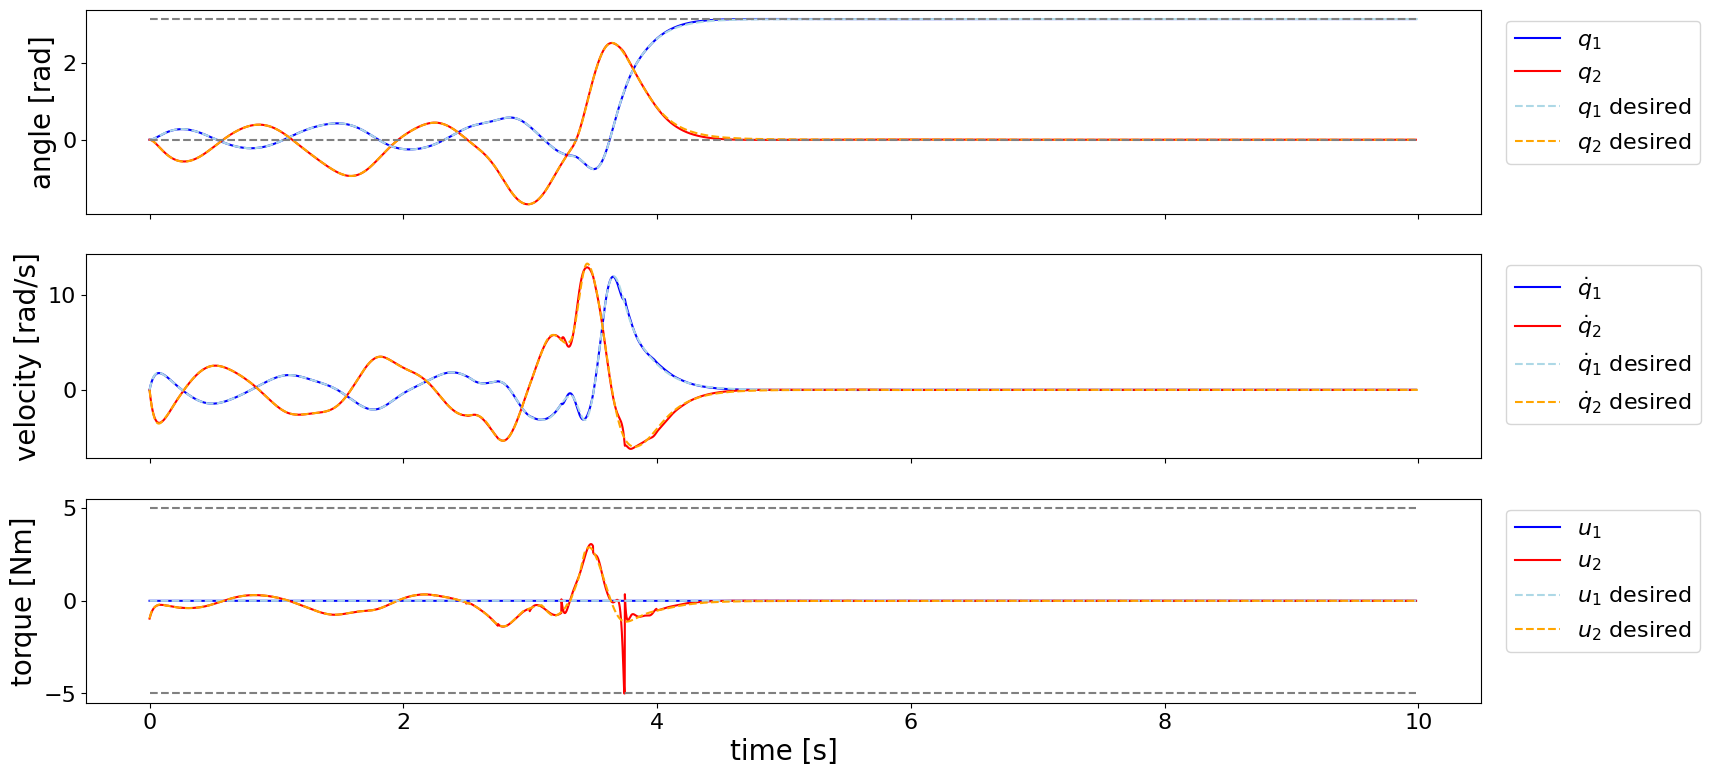 angle [rad]
2
0
q₁
q₂
q₁ desired
q₂ desired
velocity [rad/s]
10
0
q̇₁
q̇₂
q̇₁ desired
q̇₂ desired
torque [Nm]
5
0
−5
u₁
u₂
u₁ desired
u₂ desired
0 2 4 6 8 10
time [s]